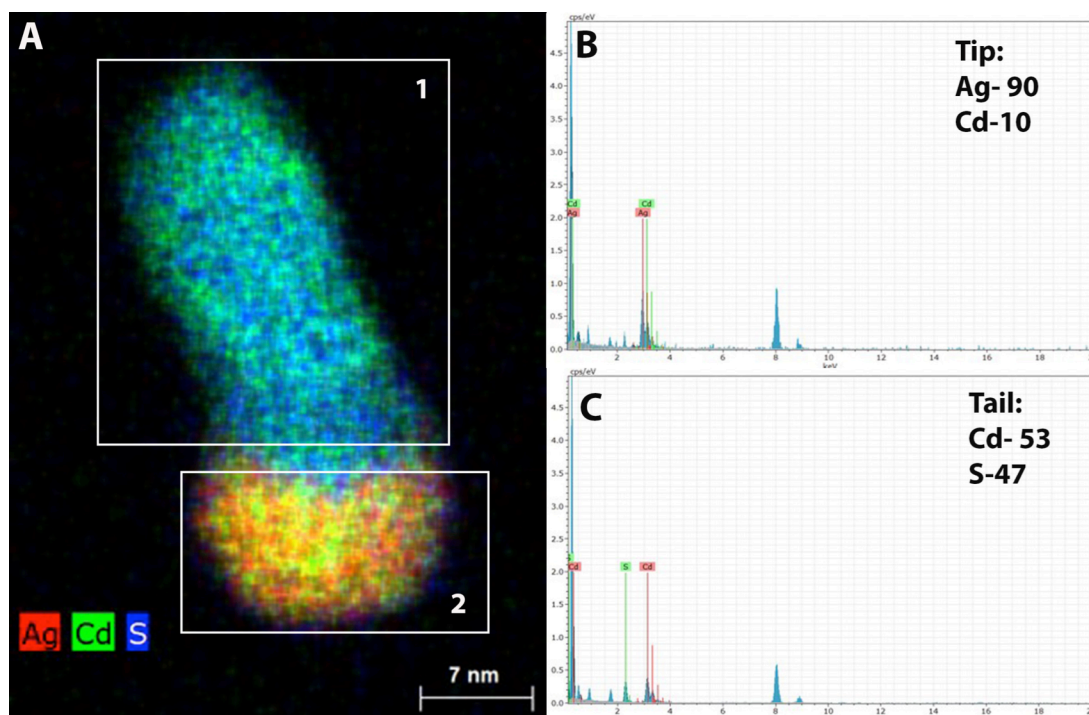 A
1
2
Ag Cd S
7 nm
cps/eV
B
Tip:
Ag- 90
Cd-10
4.5
4.0
3.5
3.0
2.5
Cd Cd
Ag Ag
2.0
1.5
1.0
0.5
0.0
2 4 6 8 10 12 14 16 18
keV
cps/eV
C
Tail:
Cd- 53
S-47
4.5
4.0
3.5
3.0
2.5
S
2.0
Cd S Cd
1.5
1.0
0.5
0.0
2 4 6 8 10 12 14 16 18